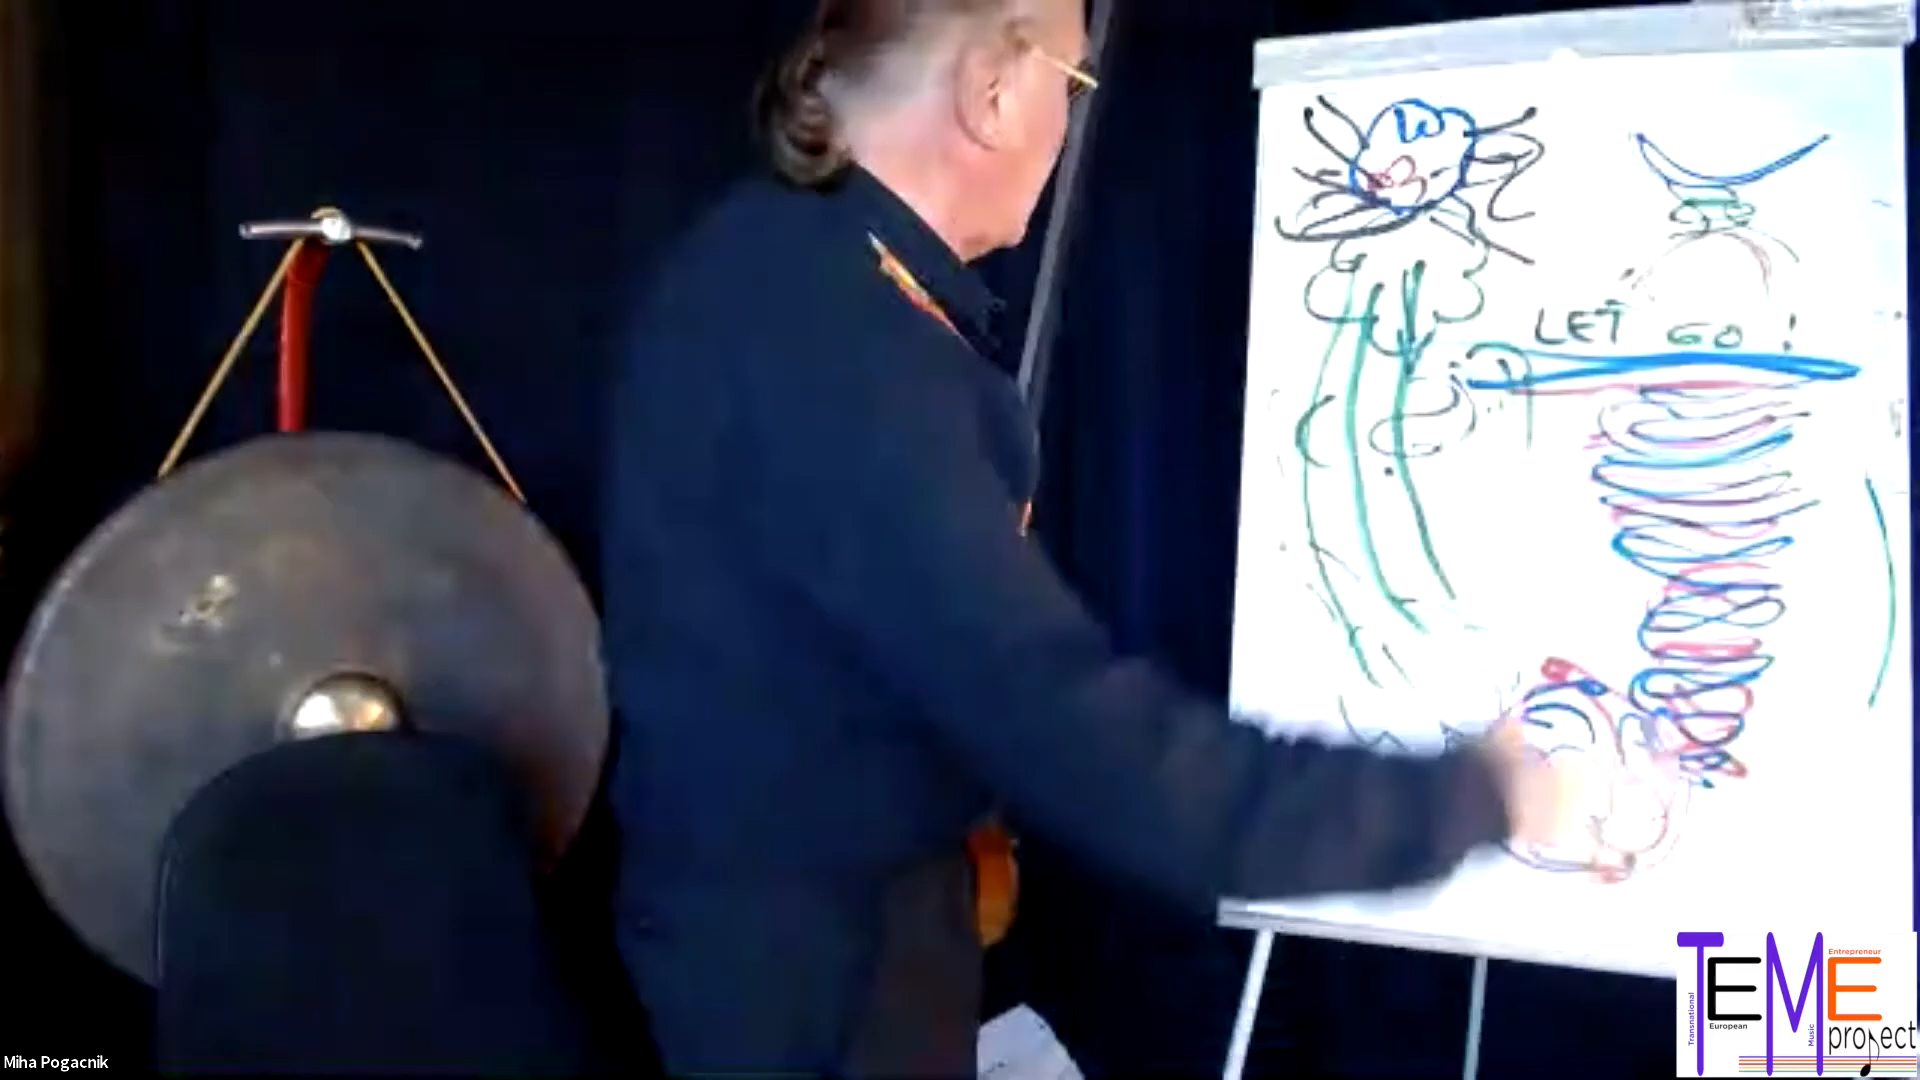 W
LET GO !
Entrepreneur
TEME
Transnational
European
Music
project
Miha Pogacnik